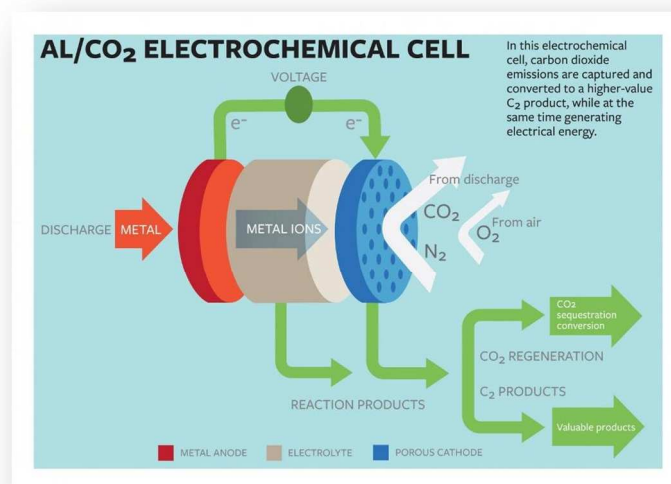 AL/CO₂ ELECTROCHEMICAL CELL
In this electrochemical
cell, carbon dioxide
emissions are captured and
converted to a higher-value
C₂ product, while at the
same time generating
electrical energy.
VOLTAGE
e⁻
e⁻
From discharge
CO₂
From air
O₂
N₂
DISCHARGE
METAL
METAL IONS
CO₂
sequestration
conversion
CO₂ REGENERATION
C₂ PRODUCTS
REACTION PRODUCTS
Valuable products
METAL ANODE
ELECTROLYTE
POROUS CATHODE